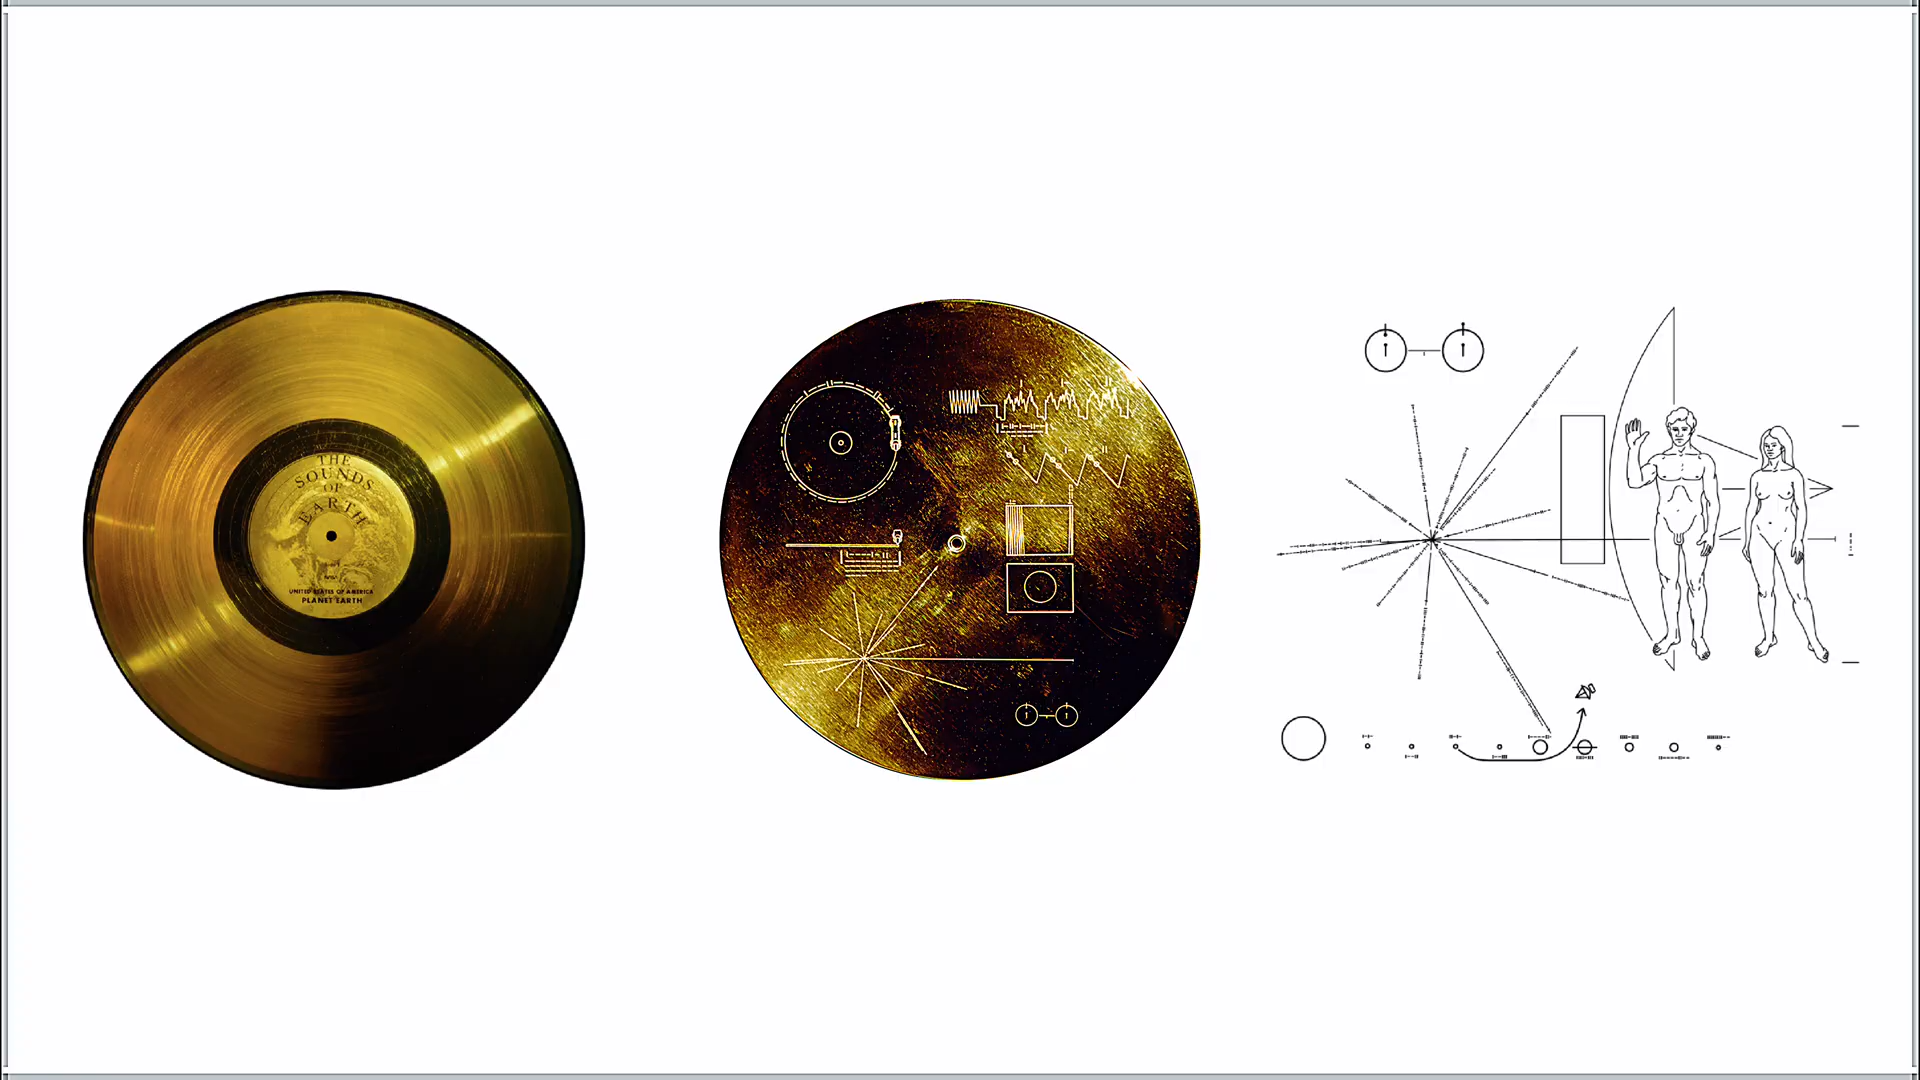 THE
SOUNDS
OF
EARTH
UNITED STATES OF AMERICA
PLANET EARTH